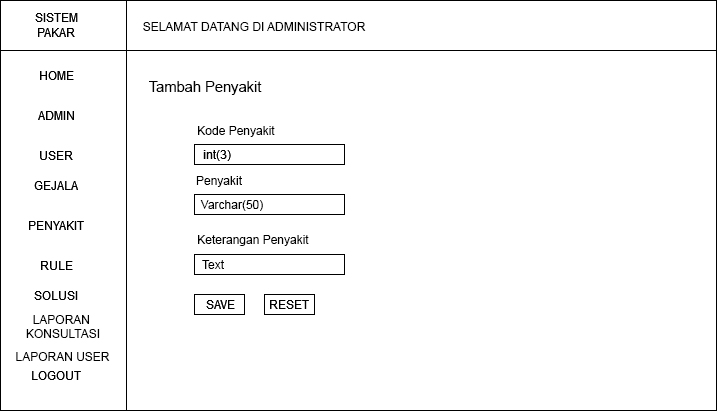 SISTEM
PAKAR
SELAMAT DATANG DI ADMINISTRATOR
HOME
ADMIN
USER
GEJALA
PENYAKIT
RULE
SOLUSI
LAPORAN
KONSULTASI
LAPORAN USER
LOGOUT
Tambah Penyakit
Kode Penyakit
int(3)
Penyakit
Varchar(50)
Keterangan Penyakit
Text
SAVE RESET